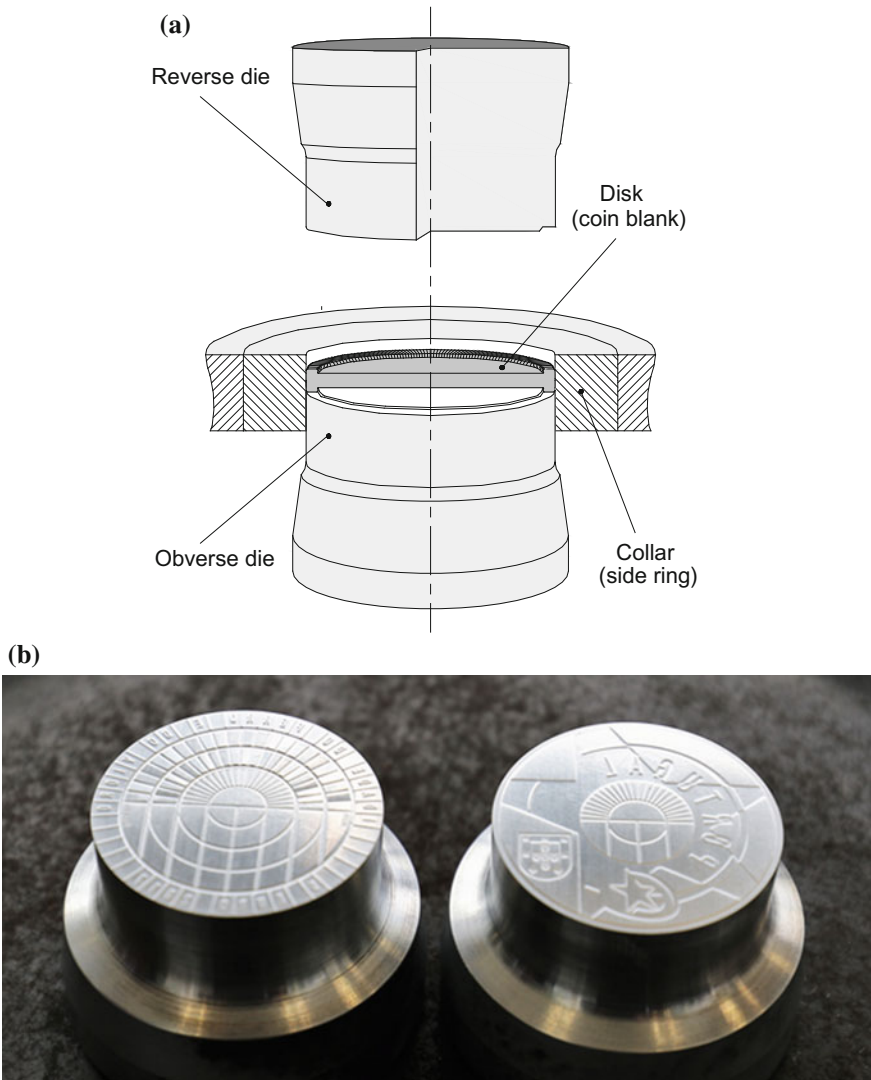 (a)
Reverse die
Disk
(coin blank)
Obverse die
Collar
(side ring)
(b)